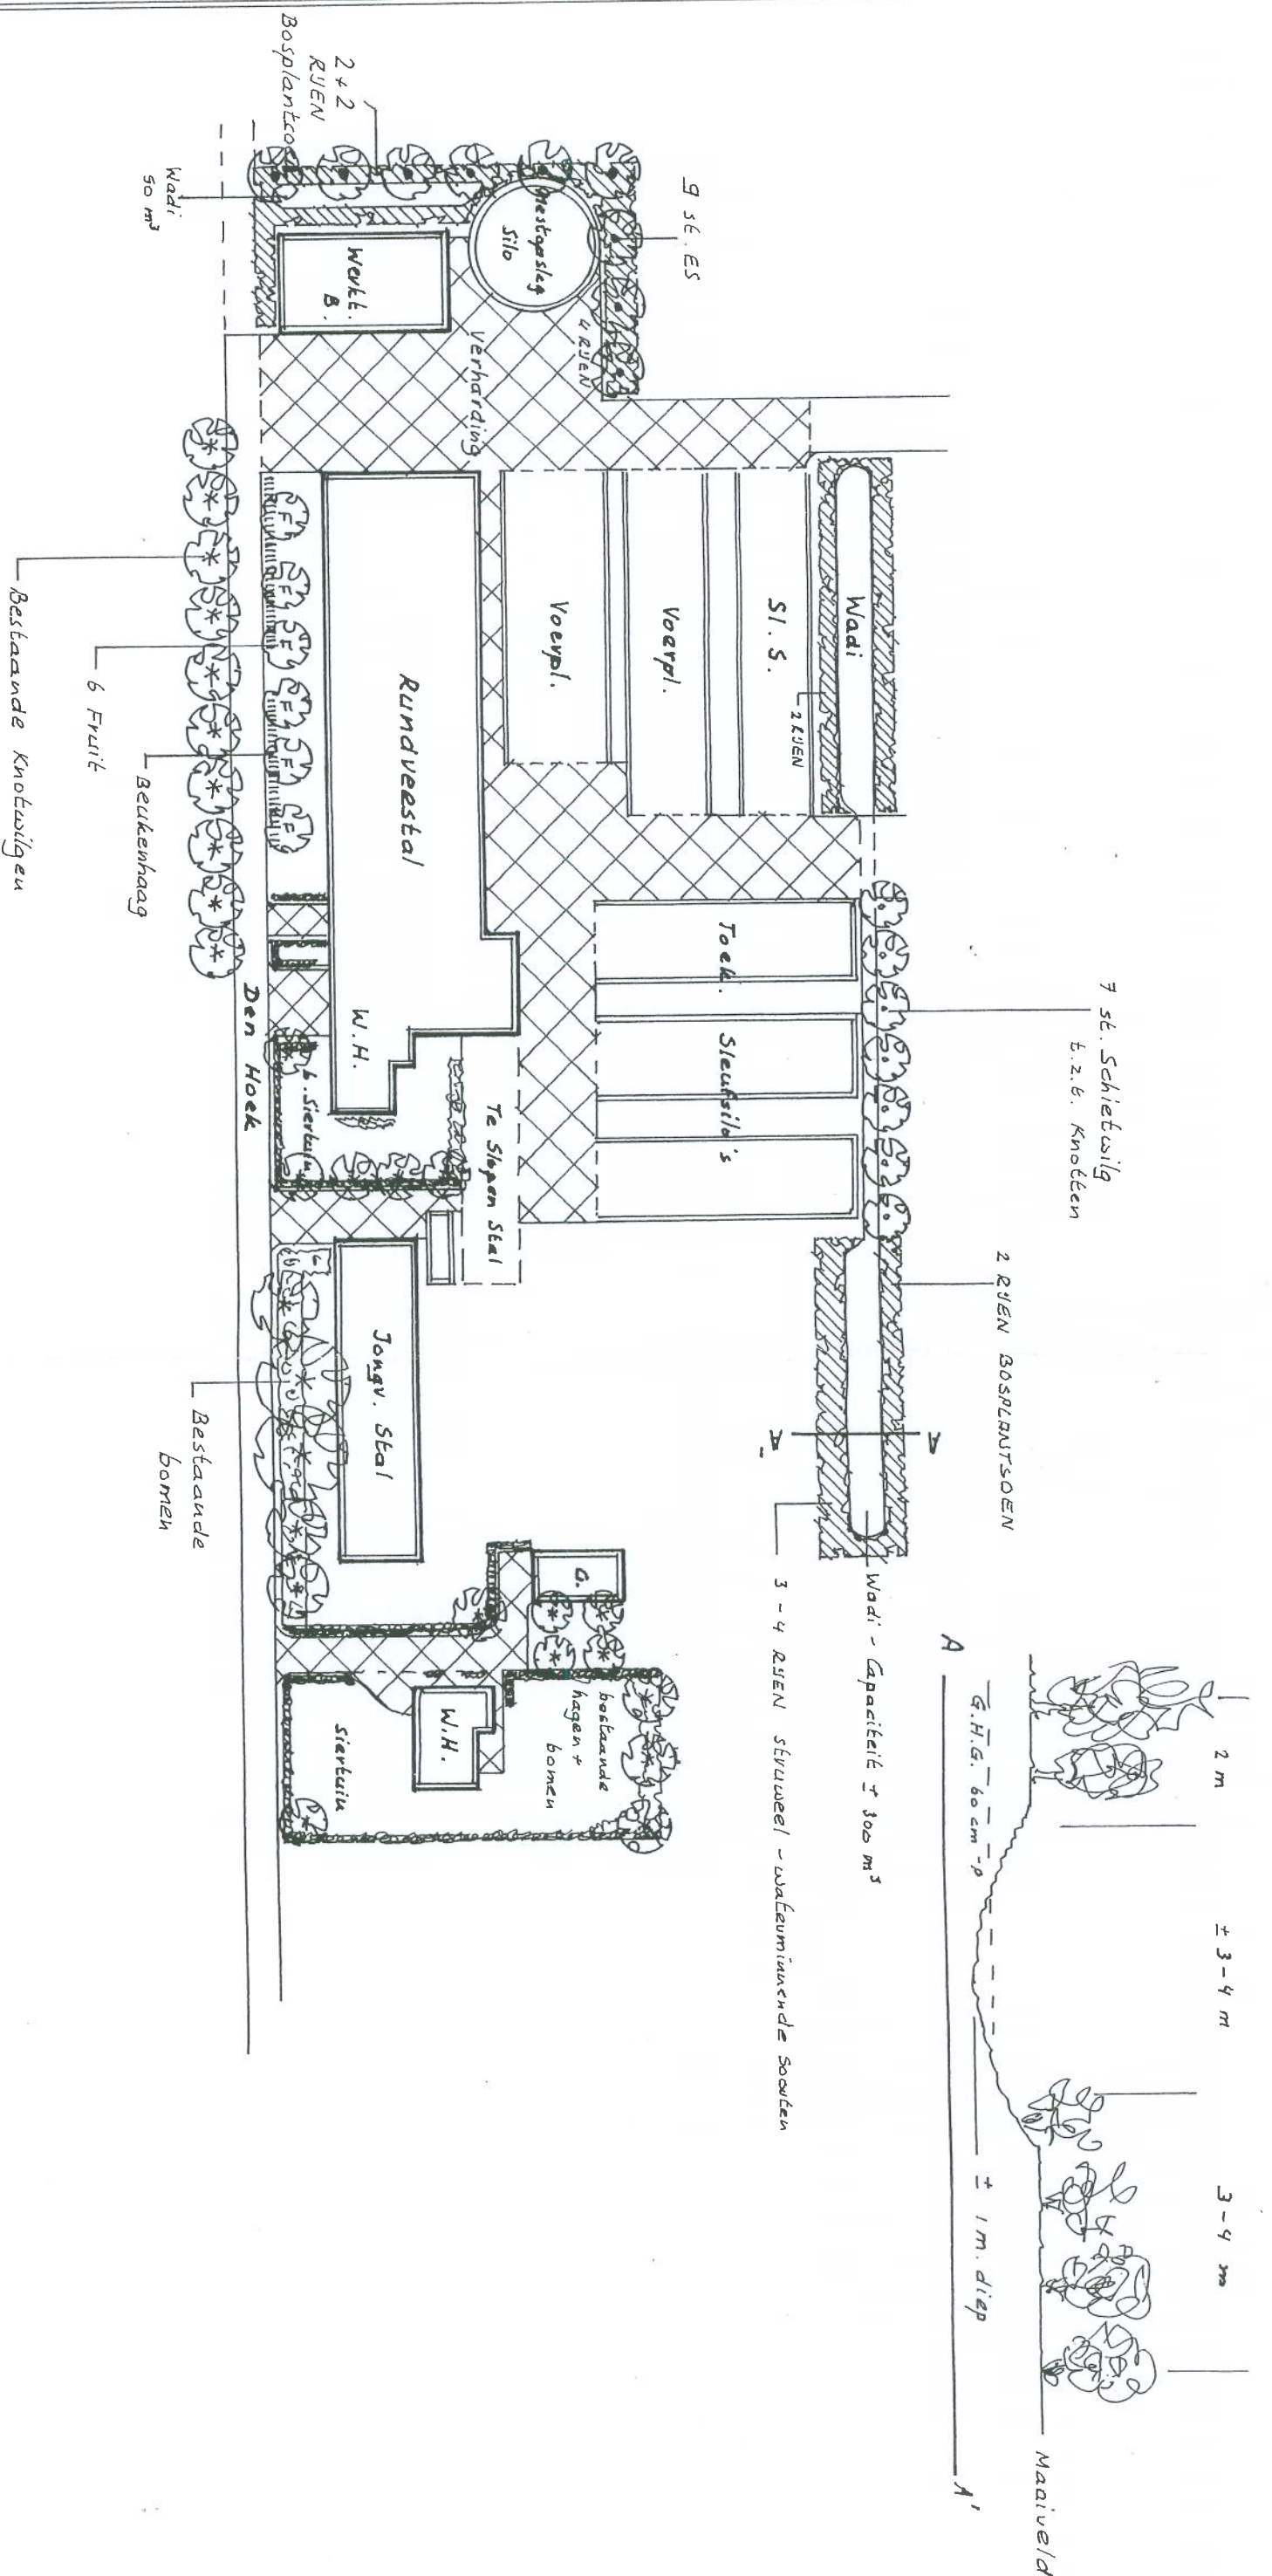 2 + 2
RIJEN
Bosplantsoe
Wadi
50 m³
9 st. ES
Mestopslag
Silo
4 RIJEN
Werkt.
B.
Verharding
Wadi
Sl. S.
2 RIJEN
Voerpl.
Voerpl.
Rundveestal
F
F
F
F
F
F
6 Fruit
Beukenhaag
Bestaande Knotwilgen
Den Hoek
W.H.
b. Siertuin
Te Slopen Stal
Toek.
Sleufsilo's
7 st. Schietwilg
t.z.t. Knotten
2 RIJEN BOSPLANTSOEN
A
A
Wadi - Capaciteit ± 300 m³
3 - 4 RIJEN struweel - waterminnende soorten
Jongv. Stal
Bestaande
bomen
G.
bestaande
hagen +
bomen
W.H.
Siertuin
2 m
± 3-4 m
3-4 m
G.H.G. 60 cm -p
± 1 m. diep
Maaiveld
A
A'